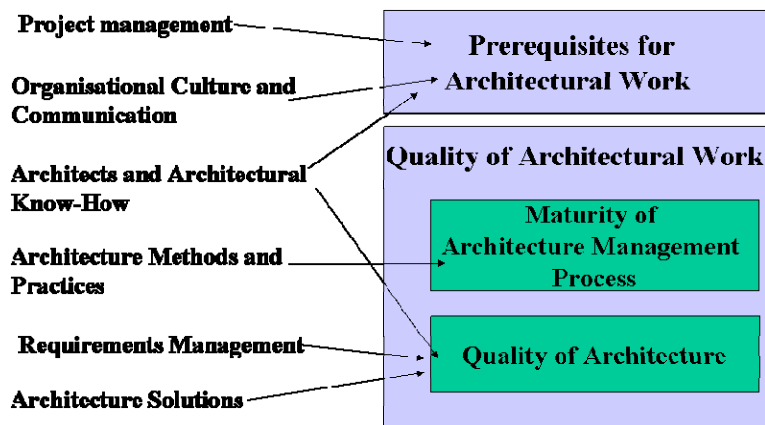 Project management
Organisational Culture and
Communication
Architects and Architectural
Know-How
Architecture Methods and
Practices
Requirements Management
Architecture Solutions
Prerequisites for
Architectural Work
Quality of Architectural Work
Maturity of
Architecture Management
Process
Quality of Architecture